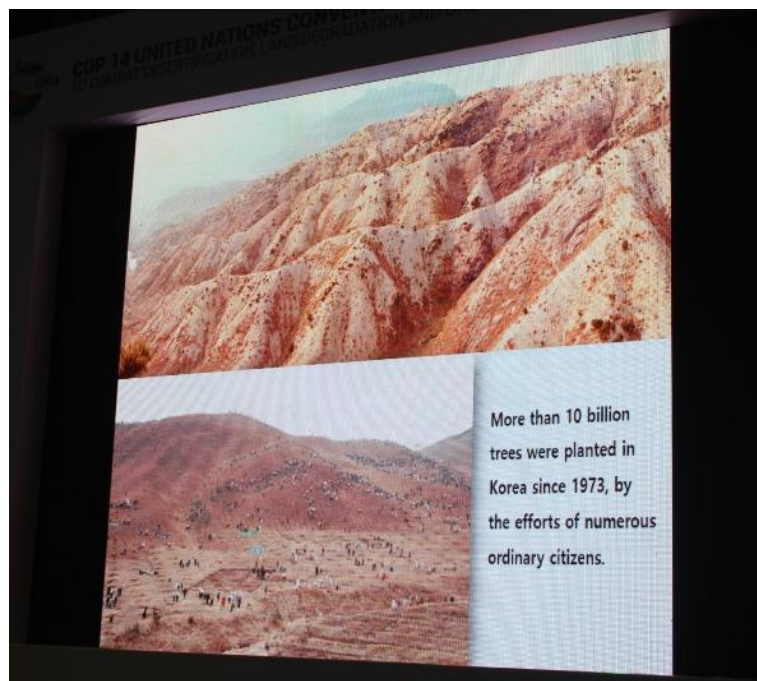 COP 14 UNITED NATIONS CONVENT
TO COMBAT DESERTIFICATION, LAND DEGRADATION AND
More than 10 billion
trees were planted in
Korea since 1973, by
the efforts of numerous
ordinary citizens.